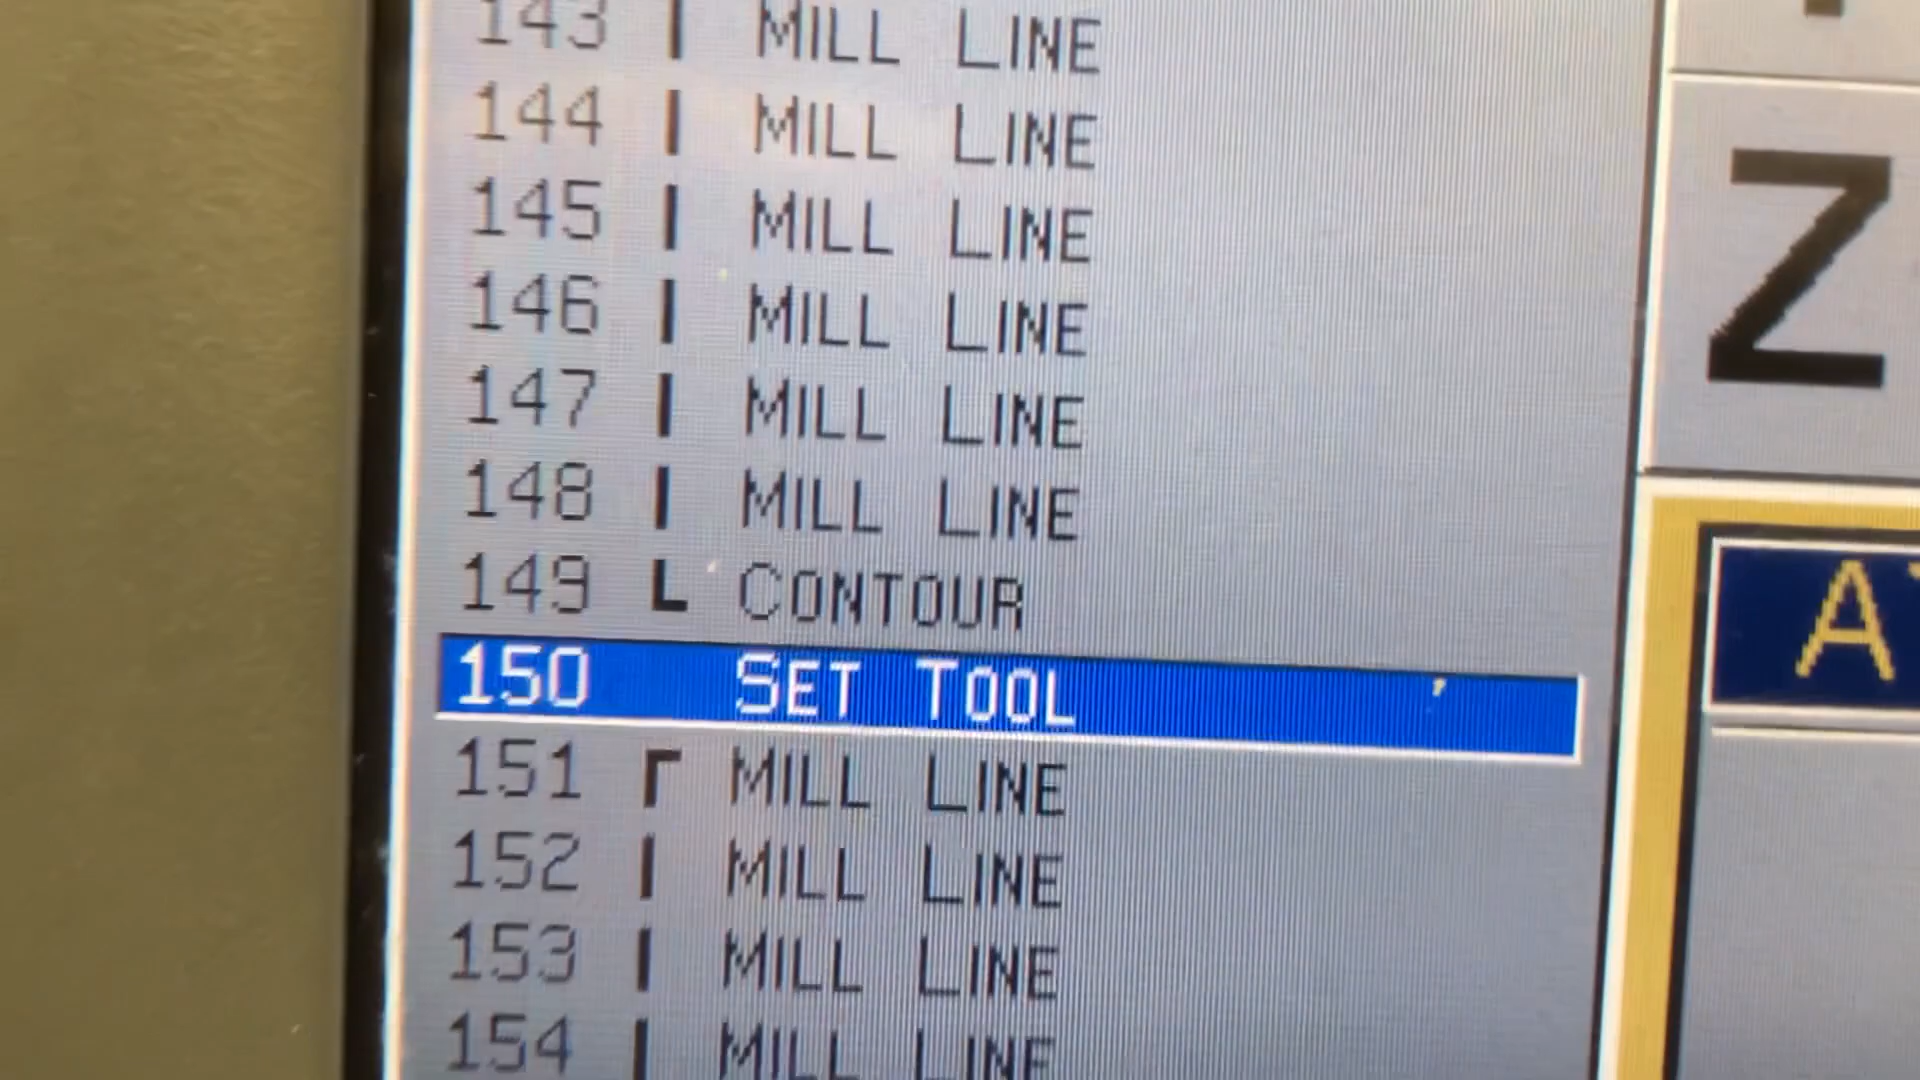 143 MILL LINE
144 MILL LINE
145 MILL LINE
146 MILL LINE
147 MILL LINE
148 MILL LINE
149 CONTOUR
150 SET TOOL
151 MILL LINE
152 MILL LINE
153 MILL LINE
154 MILL LINE
Z
A